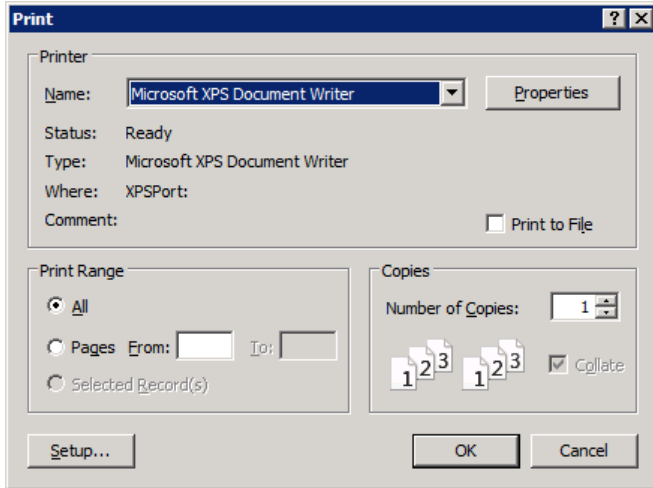 Print
Printer
Name: Microsoft XPS Document Writer Properties
Status: Ready
Type: Microsoft XPS Document Writer
Where: XPSPort:
Comment: Print to File
Print Range
All
Pages From: To:
Selected Record(s)
Copies
Number of Copies: 1
1 2 3 1 2 3 Collate
Setup... OK Cancel